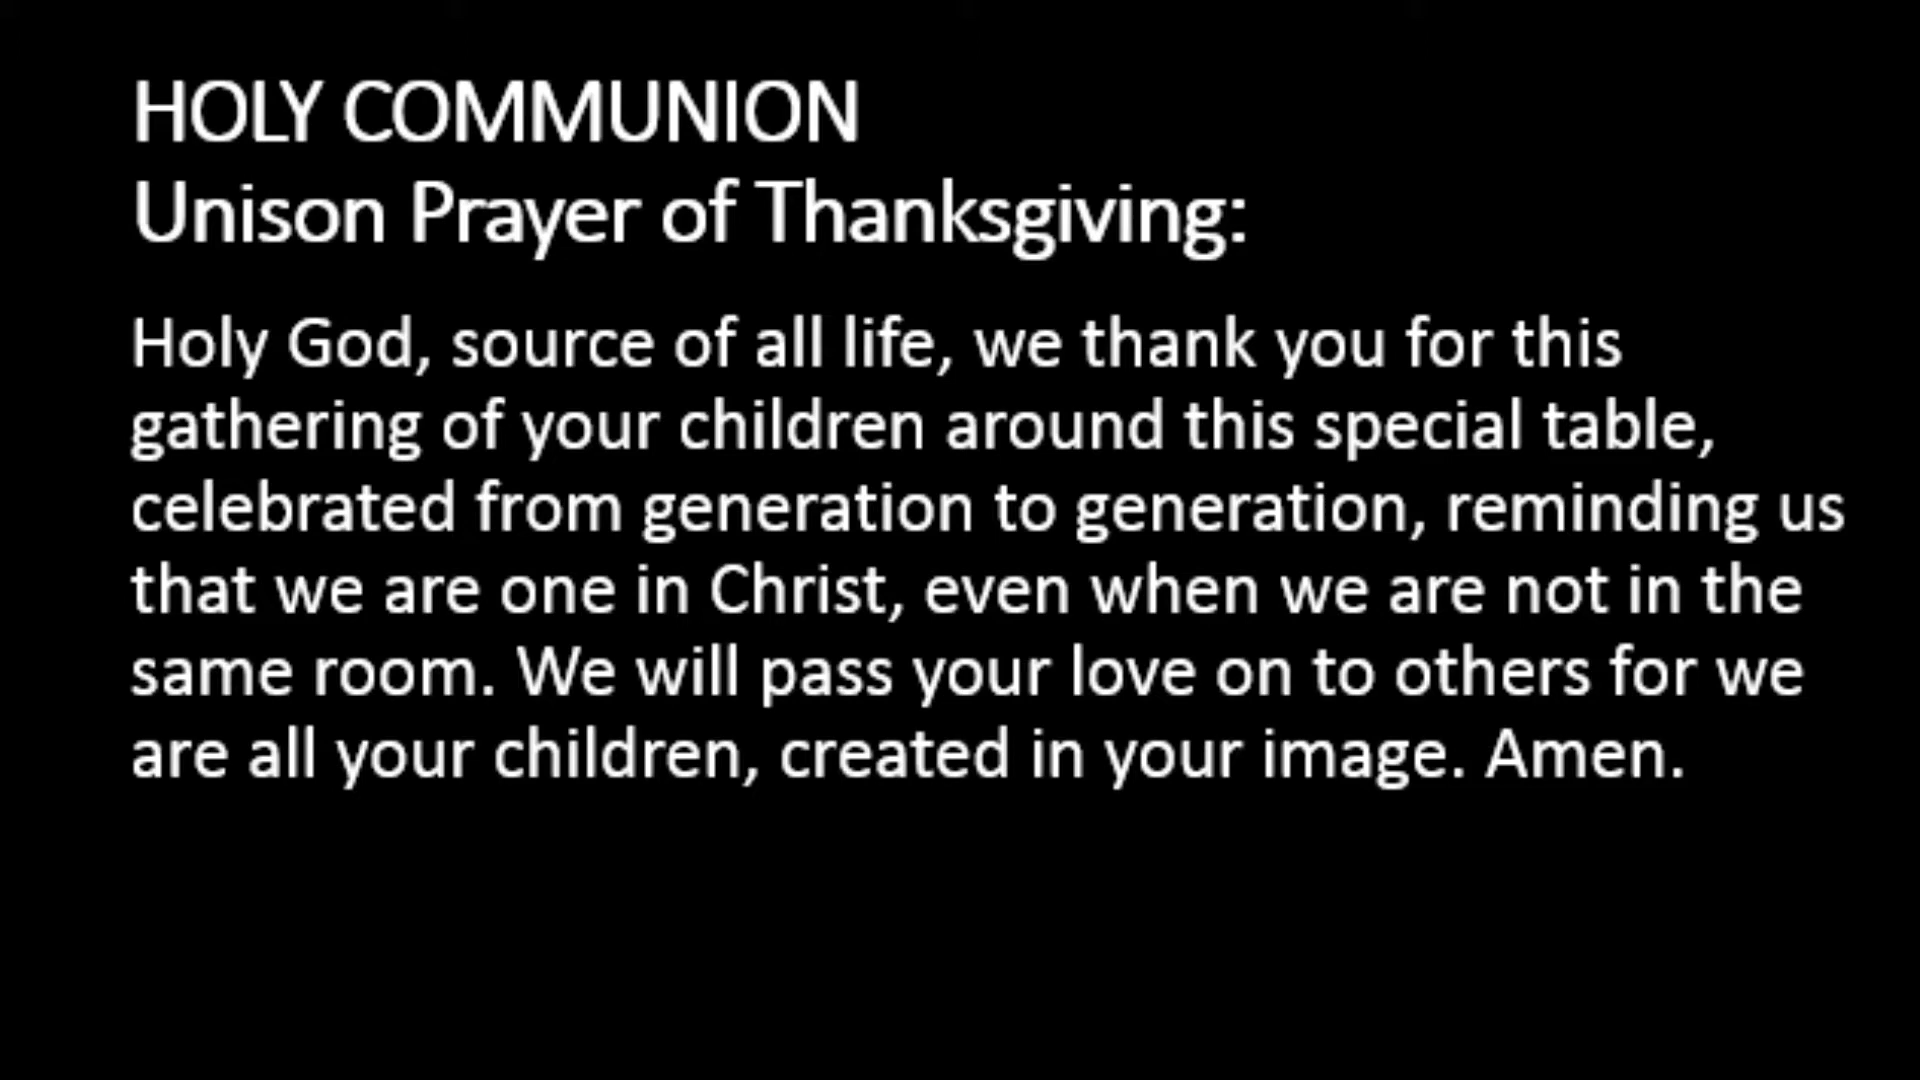 HOLY COMMUNION
Unison Prayer of Thanksgiving:
Holy God, source of all life, we thank you for this
gathering of your children around this special table,
celebrated from generation to generation, reminding us
that we are one in Christ, even when we are not in the
same room. We will pass your love on to others for we
are all your children, created in your image. Amen.